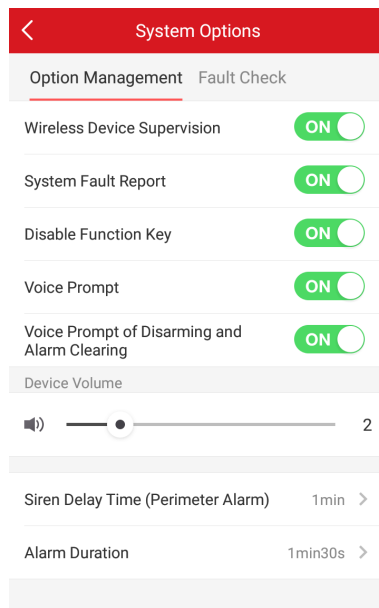 System Options
Option Management Fault Check
Wireless Device Supervision ON
System Fault Report ON
Disable Function Key ON
Voice Prompt ON
Voice Prompt of Disarming and
Alarm Clearing ON
Device Volume
2
Siren Delay Time (Perimeter Alarm) 1min
Alarm Duration 1min30s